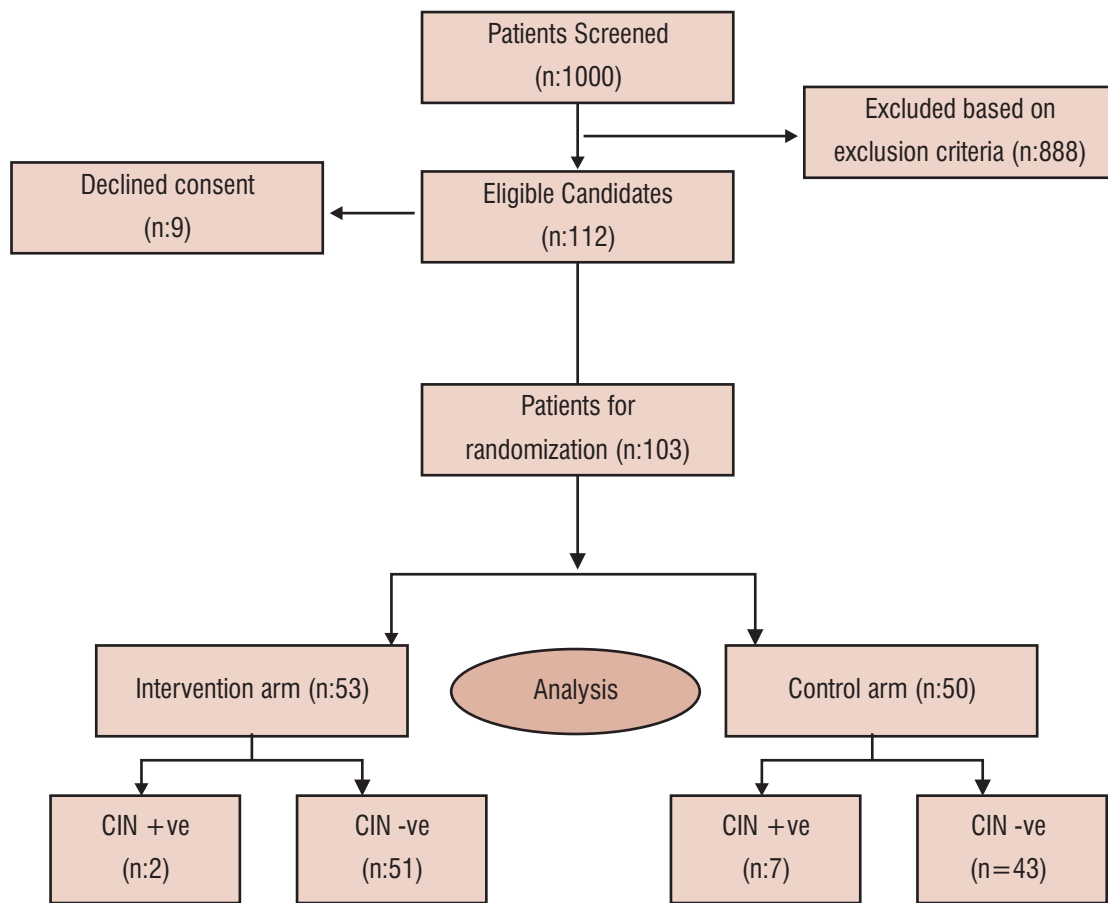 Patients Screened
(n:1000)
Excluded based on
exclusion criteria (n:888)
Declined consent
(n:9)
Eligible Candidates
(n:112)
Patients for
randomization (n:103)
Intervention arm (n:53)
Analysis
Control arm (n:50)
CIN +ve
(n:2)
CIN -ve
(n:51)
CIN +ve
(n:7)
CIN -ve
(n=43)